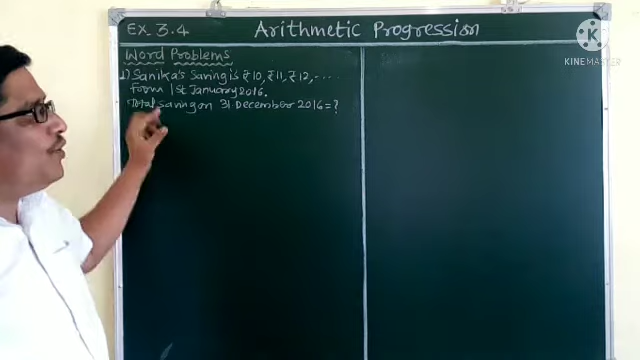 EX 3.4
Arithmetic Progression
Word Problems
1) Sanika's Saving is ₹10, ₹11, ₹12, ....
form 1st January 2016.
Total saving on 31 December 2016 = ?
KINEMASTER